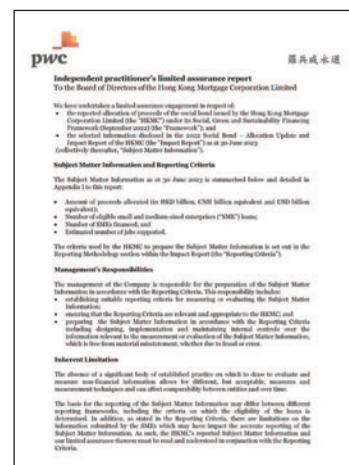 pwc
羅兵咸永道
Independent practitioner's limited assurance report
To the Board of Directors of the Hong Kong Mortgage Corporation Limited
We have undertaken a limited assurance engagement in respect of:
• the reported allocation of proceeds of the social bond issued by the Hong Kong Mortgage
Corporation Limited (the "HKMC") under its Social, Green and Sustainability Financing
Framework (September 2022) (the "Framework"); and
• the selected information disclosed in the 2022 Social Bond – Allocation Update and
Impact Report of the HKMC (the "Impact Report") as at 30 June 2023
(collectively thereafter, "Subject Matter Information").
Subject Matter Information and Reporting Criteria
The Subject Matter Information as at 30 June 2023 is summarised below and detailed in
Appendix I to this report:
• Amount of proceeds allocated (in HKD billion, CNH billion equivalent and USD billion
equivalent);
• Number of eligible small and medium-sized enterprises ("SME") loans;
• Number of SMEs financed; and
• Estimated number of jobs supported.
The criteria used by the HKMC to prepare the Subject Matter Information is set out in the
Reporting Methodology section within the Impact Report (the "Reporting Criteria").
Management's Responsibilities
The management of the Company is responsible for the preparation of the Subject Matter
Information in accordance with the Reporting Criteria. This responsibility includes:
• establishing suitable reporting criteria for measuring or evaluating the Subject Matter
Information;
• ensuring that the Reporting Criteria are relevant and appropriate to the HKMC; and
• preparing the Subject Matter Information in accordance with the Reporting Criteria
including designing, implementing and maintaining internal controls over the
information relevant to the measurement or evaluation of the Subject Matter Information,
which is free from material misstatement, whether due to fraud or error.
Inherent Limitation
The absence of a significant body of established practice on which to draw to evaluate and
measure non-financial information allows for different, but acceptable, measures and
measurement techniques and can affect comparability between entities and over time.
The basis for the reporting of the Subject Matter Information may differ between different
reporting frameworks, including the criteria on which the eligibility of the loans is
determined. In addition, as stated in the Reporting Criteria, there are limitations on the
information submitted by the SMEs which may have impact the accurate reporting of the
Subject Matter Information. As such, the HKMC's reported Subject Matter Information and
our limited assurance thereon must be read and understood in conjunction with the Reporting
Criteria.